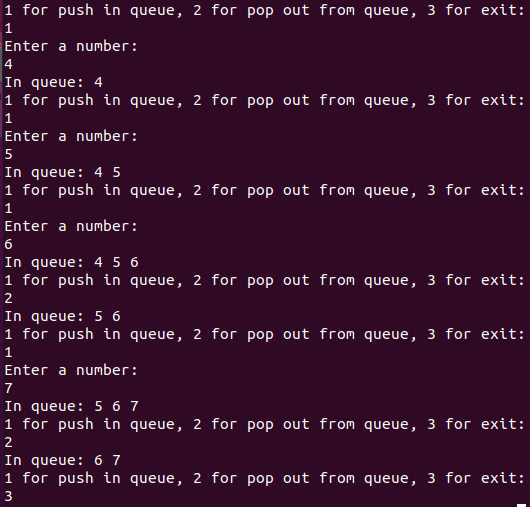 1 for push in queue, 2 for pop out from queue, 3 for exit:
1
Enter a number:
4
In queue: 4
1 for push in queue, 2 for pop out from queue, 3 for exit:
1
Enter a number:
5
In queue: 4 5
1 for push in queue, 2 for pop out from queue, 3 for exit:
1
Enter a number:
6
In queue: 4 5 6
1 for push in queue, 2 for pop out from queue, 3 for exit:
2
In queue: 5 6
1 for push in queue, 2 for pop out from queue, 3 for exit:
1
Enter a number:
7
In queue: 5 6 7
1 for push in queue, 2 for pop out from queue, 3 for exit:
2
In queue: 6 7
1 for push in queue, 2 for pop out from queue, 3 for exit:
3